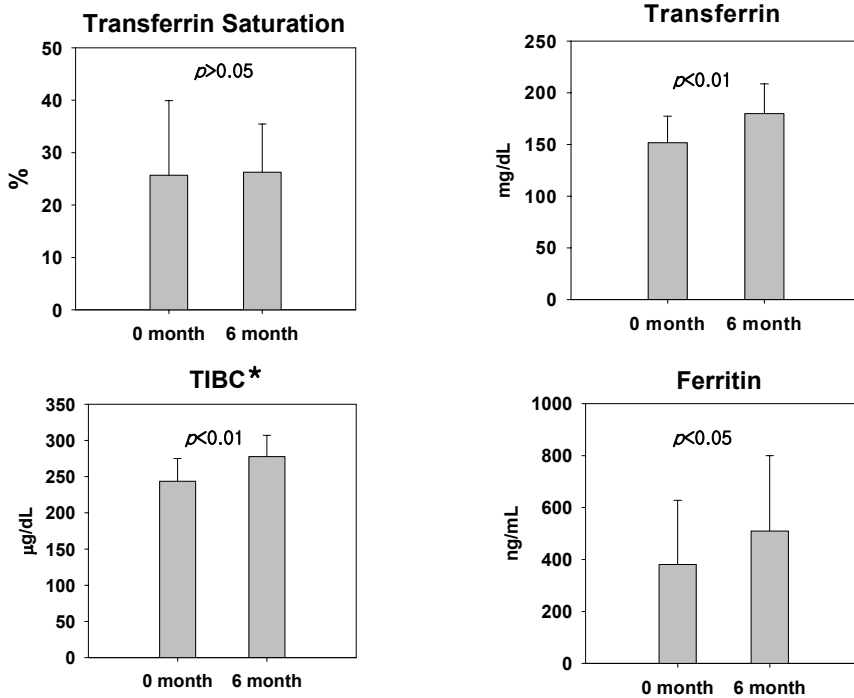 Transferrin Saturation
50
40
30
20
10
0
%
p>0.05
0 month 6 month
Transferrin
250
200
150
100
50
0
mg/dL
p<0.01
0 month 6 month
TIBC*
350
300
250
200
150
100
50
0
µg/dL
p<0.01
0 month 6 month
Ferritin
1000
800
600
400
200
0
ng/mL
p<0.05
0 month 6 month